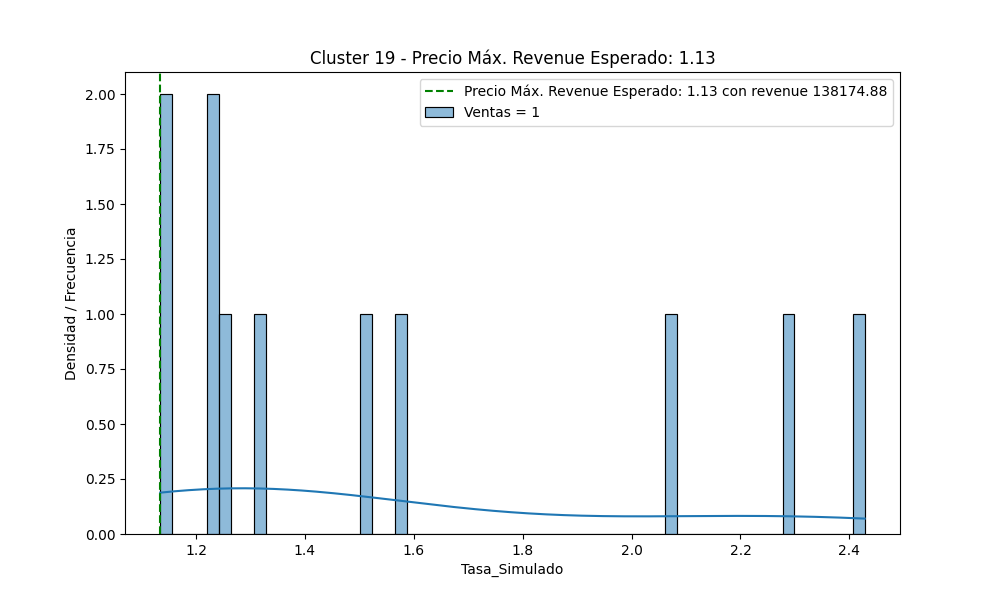 Cluster 19 - Precio Máx. Revenue Esperado: 1.13
Precio Máx. Revenue Esperado: 1.13 con revenue 138174.88
Ventas = 1
Densidad / Frecuencia
2.00
1.75
1.50
1.25
1.00
0.75
0.50
0.25
0.00
1.2 1.4 1.6 1.8 2.0 2.2 2.4
Tasa_Simulado